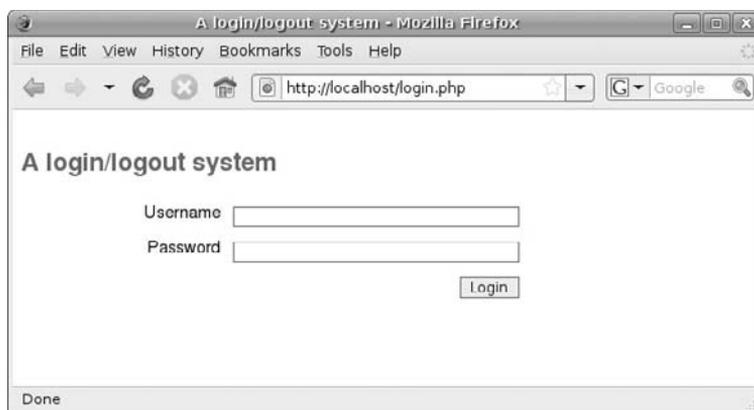 A login/logout system - Mozilla Firefox
File Edit View History Bookmarks Tools Help
http://localhost/login.php
G Google
A login/logout system
Username
Password
Login
Done